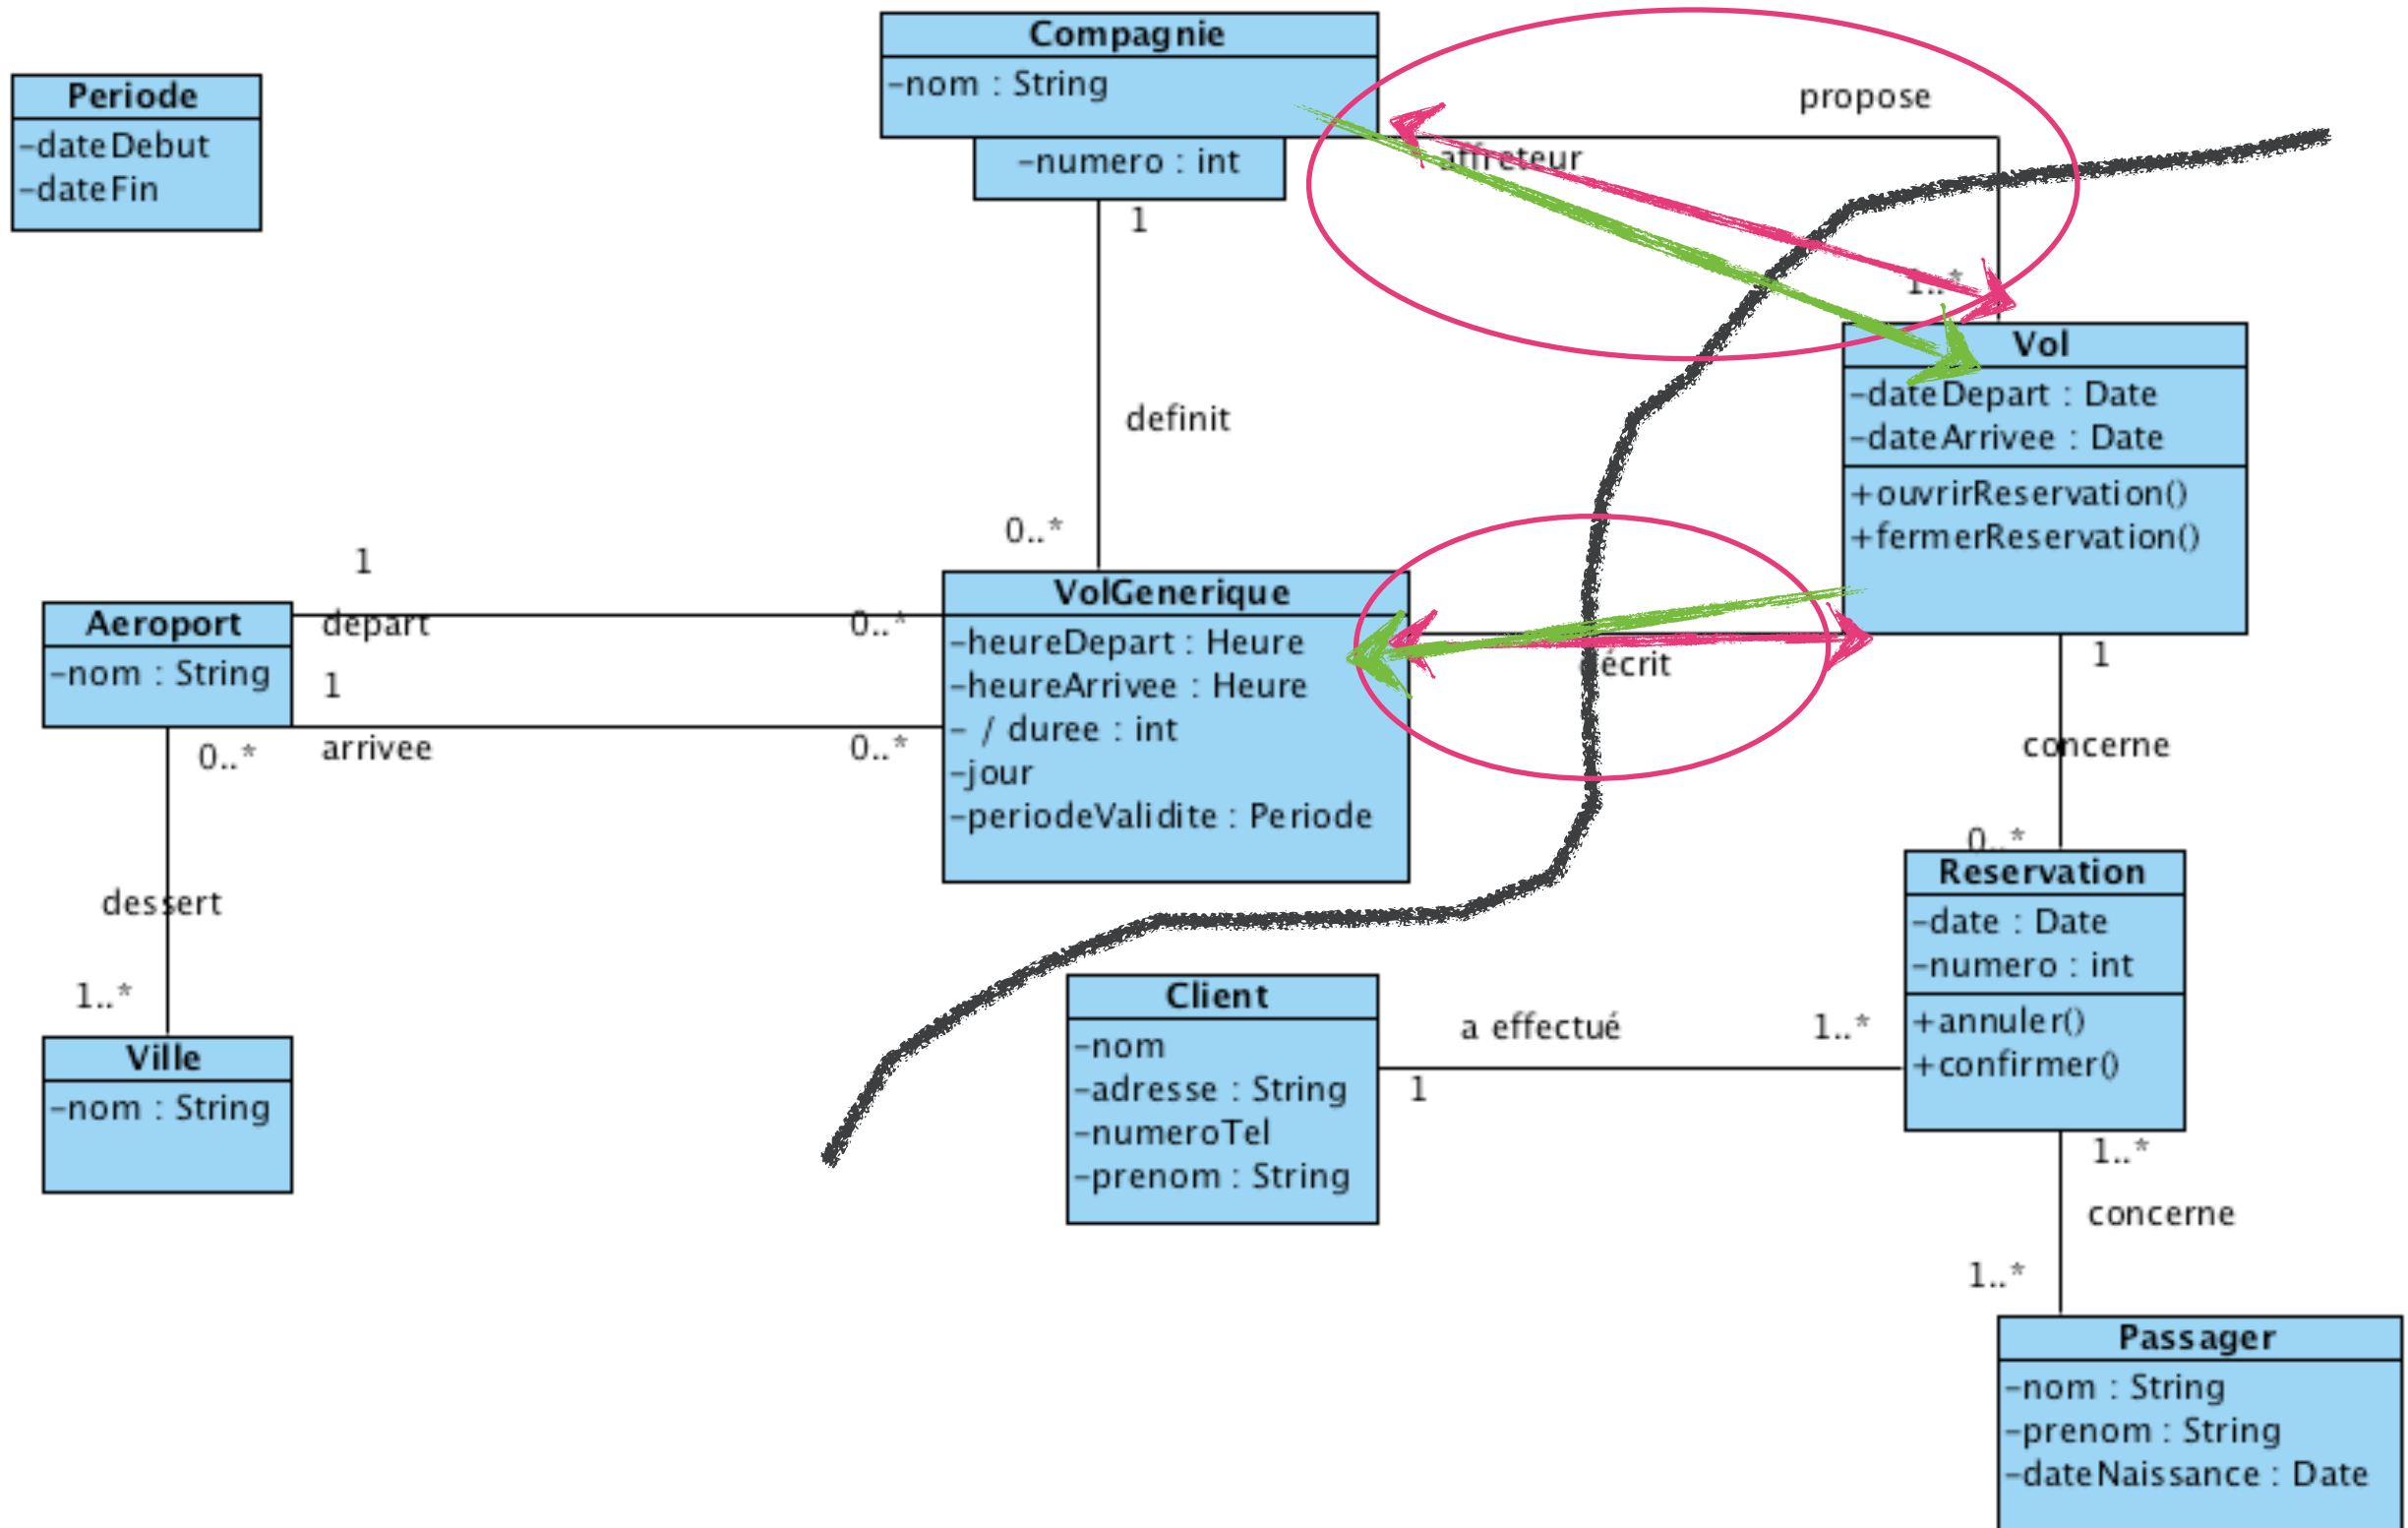 Compagnie
-nom : String
-numero : int
propose
affreteur
1..*
Periode
-dateDebut
-dateFin
1
definit
0..*
Vol
-dateDepart : Date
-dateArrivee : Date
+ouvrirReservation()
+fermerReservation()
1
depart
0..*
1
arrivee
0..*
Aeroport
-nom : String
0..*
dessert
1..*
Ville
-nom : String
VolGenerique
-heureDepart : Heure
-heureArrivee : Heure
- / duree : int
-jour
-periodeValidite : Periode
décrit
1
concerne
0..*
Reservation
-date : Date
-numero : int
+annuler()
+confirmer()
Client
-nom
-adresse : String
-numeroTel
-prenom : String
a effectué
1..*
1
1..*
concerne
1..*
Passager
-nom : String
-prenom : String
-dateNaissance : Date